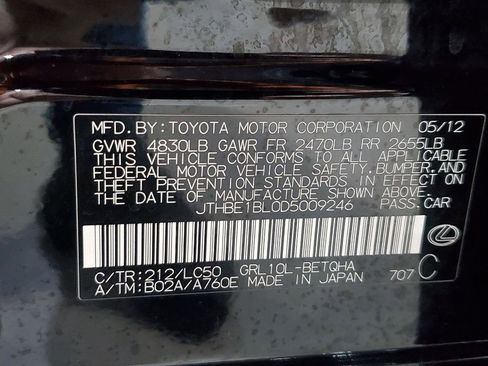 MFD. BY: TOYOTA MOTOR CORPORATION 05/12
GVWR 4830LB GAWR FR 2470LB RR 2655LB
THIS VEHICLE CONFORMS TO ALL APPLICABLE
FEDERAL MOTOR VEHICLE SAFETY, BUMPER, AND
THEFT PREVENTION STANDARDS IN EFFECT ON
THE DATE OF MANUFACTURE SHOWN ABOVE.
JTHBE1BL0D5009246 PASS.CAR
C/TR:212/LC50 GRL10L-BETQHA C
A/TM:B02A/A760E MADE IN JAPAN 707